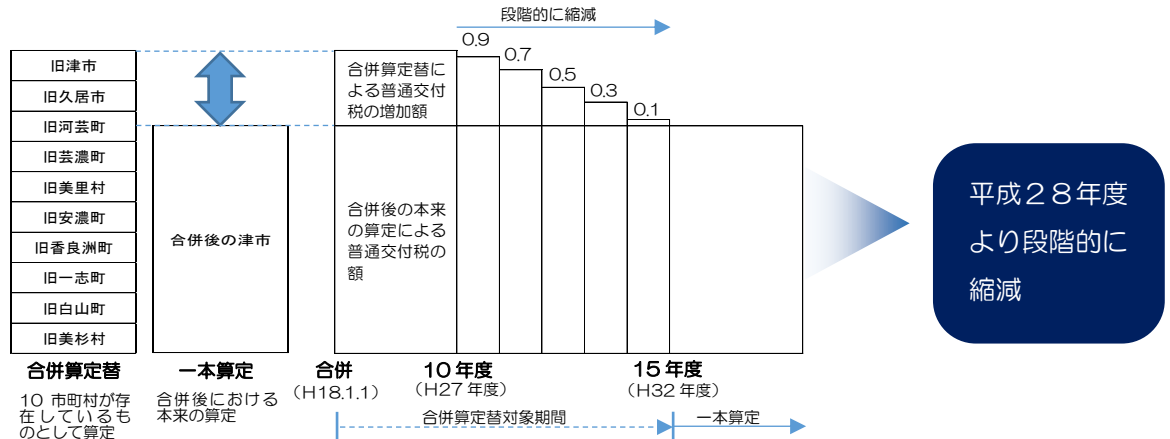 段階的に縮減
0.9
0.7
0.5
0.3
0.1
旧津市
旧久居市
旧河芸町
旧芸濃町
旧美里村
旧安濃町
旧香良洲町
旧一志町
旧白山町
旧美杉村
合併後の津市
合併算定替に
よる普通交付
税の増加額
合併後の本来
の算定による
普通交付税の
額
平成28年度
より段階的に
縮減
合併算定替
10 市町村が存
在しているも
のとして算定
一本算定
合併後における
本来の算定
合併
(H18.1.1)
10 年度
(H27 年度)
15 年度
(H32 年度)
合併算定替対象期間
一本算定